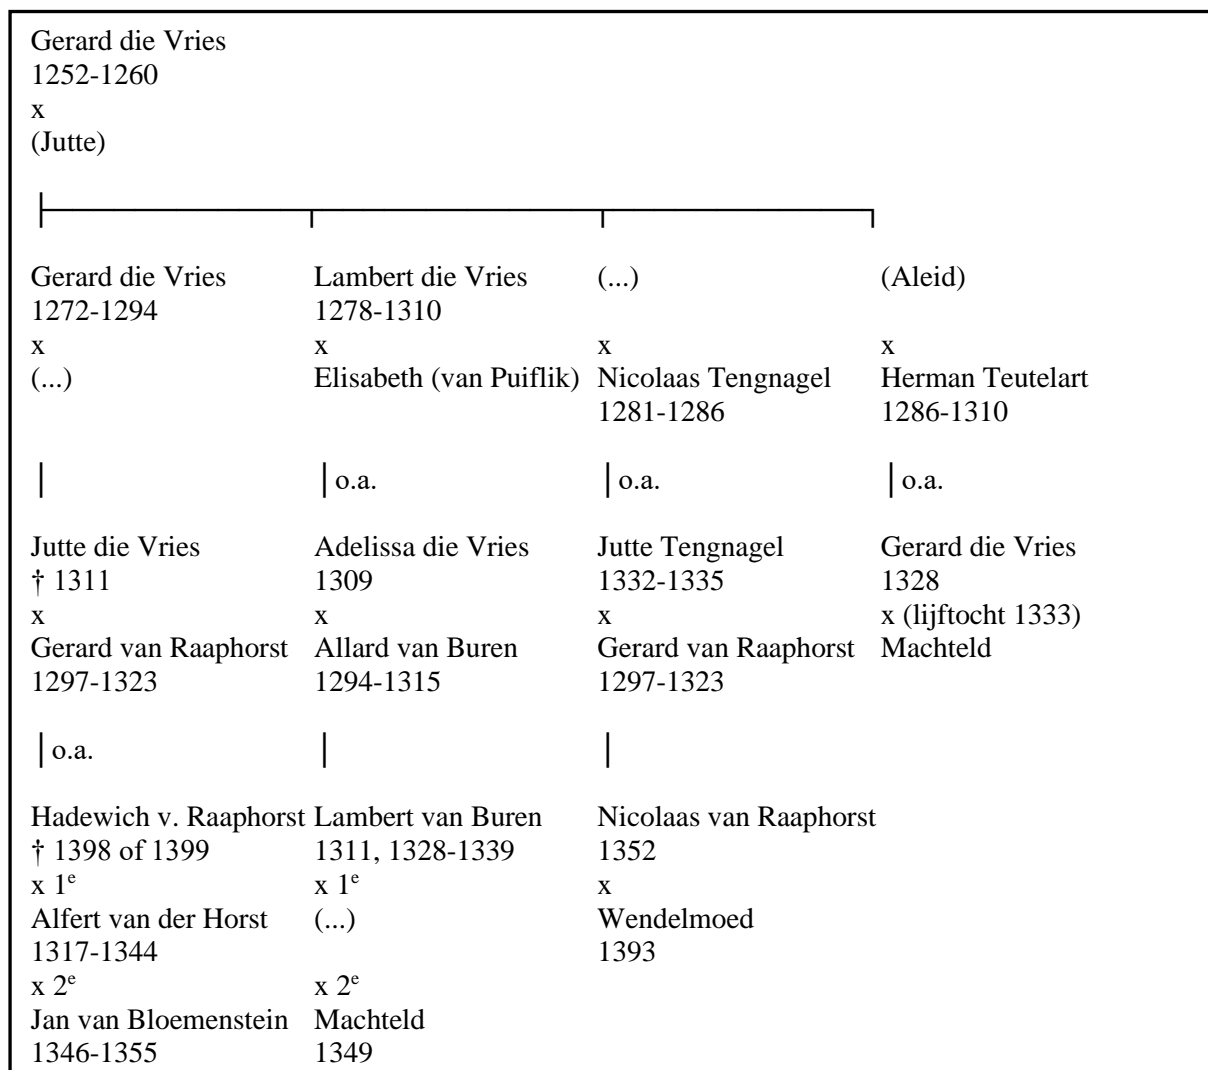 Gerard die Vries
1252-1260
x
(Jutte)
Gerard die Vries Lambert die Vries (...) (Aleid)
1272-1294 1278-1310
x x x x
(...) Elisabeth (van Puiflik) Nicolaas Tengnagel Herman Teutelart
1281-1286 1286-1310
o.a. o.a. o.a.
Jutte die Vries Adelissa die Vries Jutte Tengnagel Gerard die Vries
† 1311 1309 1332-1335 1328
x x x x (lijftocht 1333)
Gerard van Raaphorst Allard van Buren Gerard van Raaphorst Machteld
1297-1323 1294-1315 1297-1323
o.a.
Hadewich v. Raaphorst Lambert van Buren Nicolaas van Raaphorst
† 1398 of 1399 1311, 1328-1339 1352
x 1e x 1e x
Alfert van der Horst (...) Wendelmoed
1317-1344 1393
x 2e x 2e
Jan van Bloemenstein Machteld
1346-1355 1349